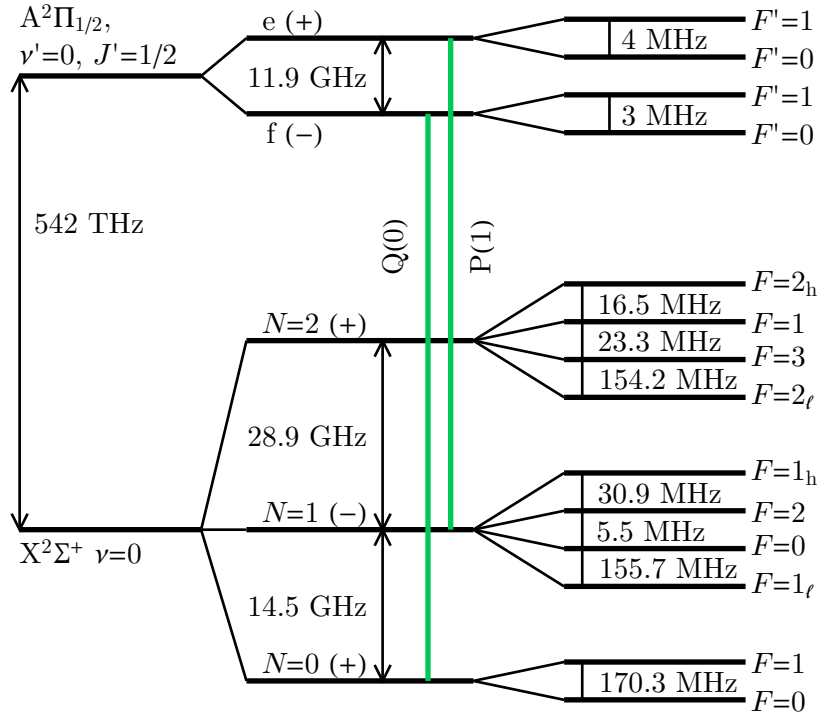 A²Π₁/₂,
ν'=0, J'=1/2
e (+)
11.9 GHz
f (−)
F'=1
4 MHz
F'=0
F'=1
3 MHz
F'=0
542 THz
Q(0)
P(1)
N=2 (+)
28.9 GHz
F=2ₕ
16.5 MHz
F=1
23.3 MHz
F=3
154.2 MHz
F=2ℓ
N=1 (−)
X²Σ⁺ ν=0
14.5 GHz
F=1ₕ
30.9 MHz
F=2
5.5 MHz
F=0
155.7 MHz
F=1ℓ
N=0 (+)
F=1
170.3 MHz
F=0